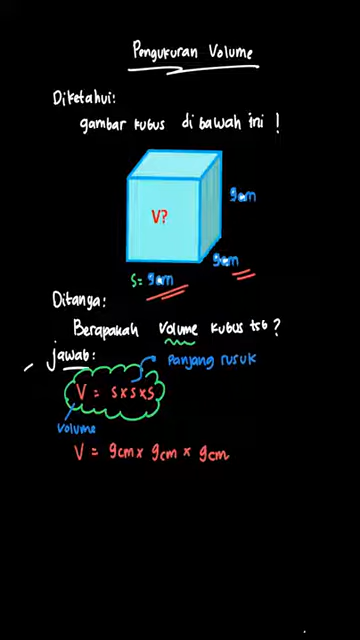 Pengukuran Volume
Diketahui:
gambar kubus di bawah ini !
9cm
V?
9cm
S = 9cm
Ditanya:
Berapakah volume kubus tsb?
jawab:
Panjang rusuk
V = s x s x s
Volume
V = 9cm x 9cm x 9cm